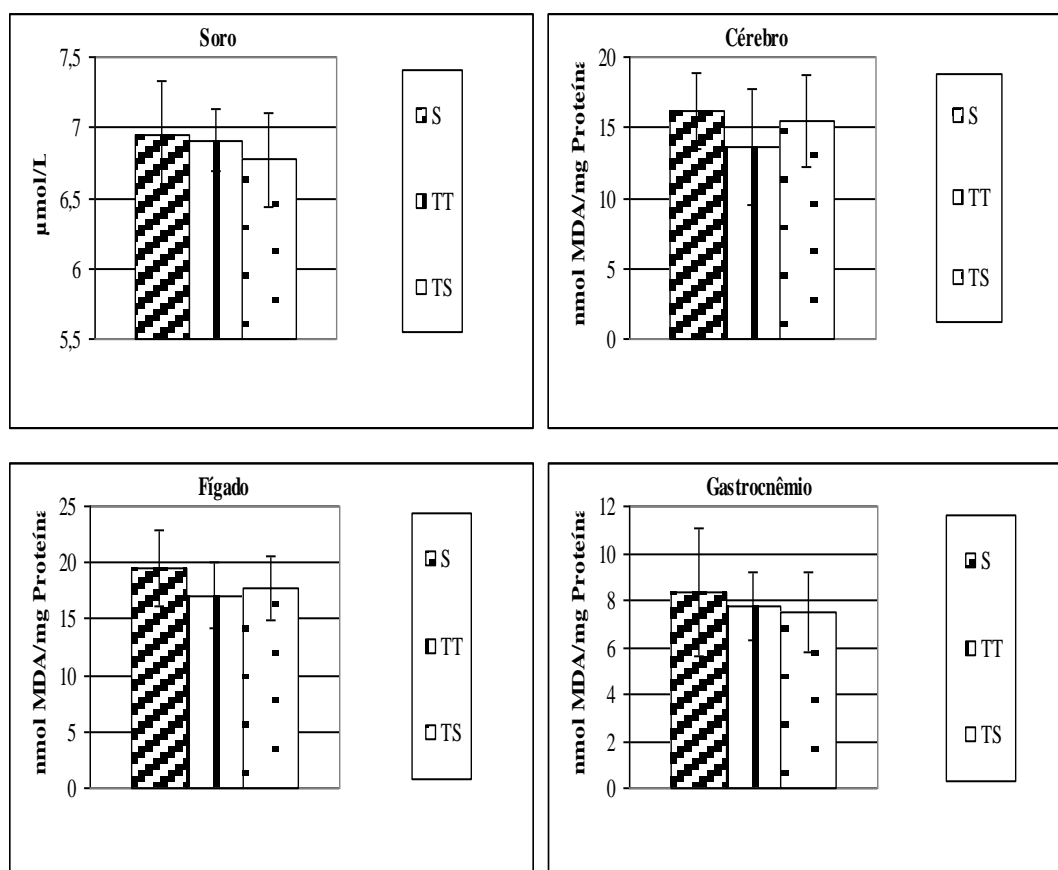 Soro
7,5
7
6,5
6
5,5
µmol/L
S
TT
TS
Cérebro
20
15
10
5
0
nmol MDA/mg Proteína
S
TT
TS
Fígado
25
20
15
10
5
0
nmol MDA/mg Proteína
S
TT
TS
Gastrocnêmio
12
10
8
6
4
2
0
nmol MDA/mg Proteína
S
TT
TS